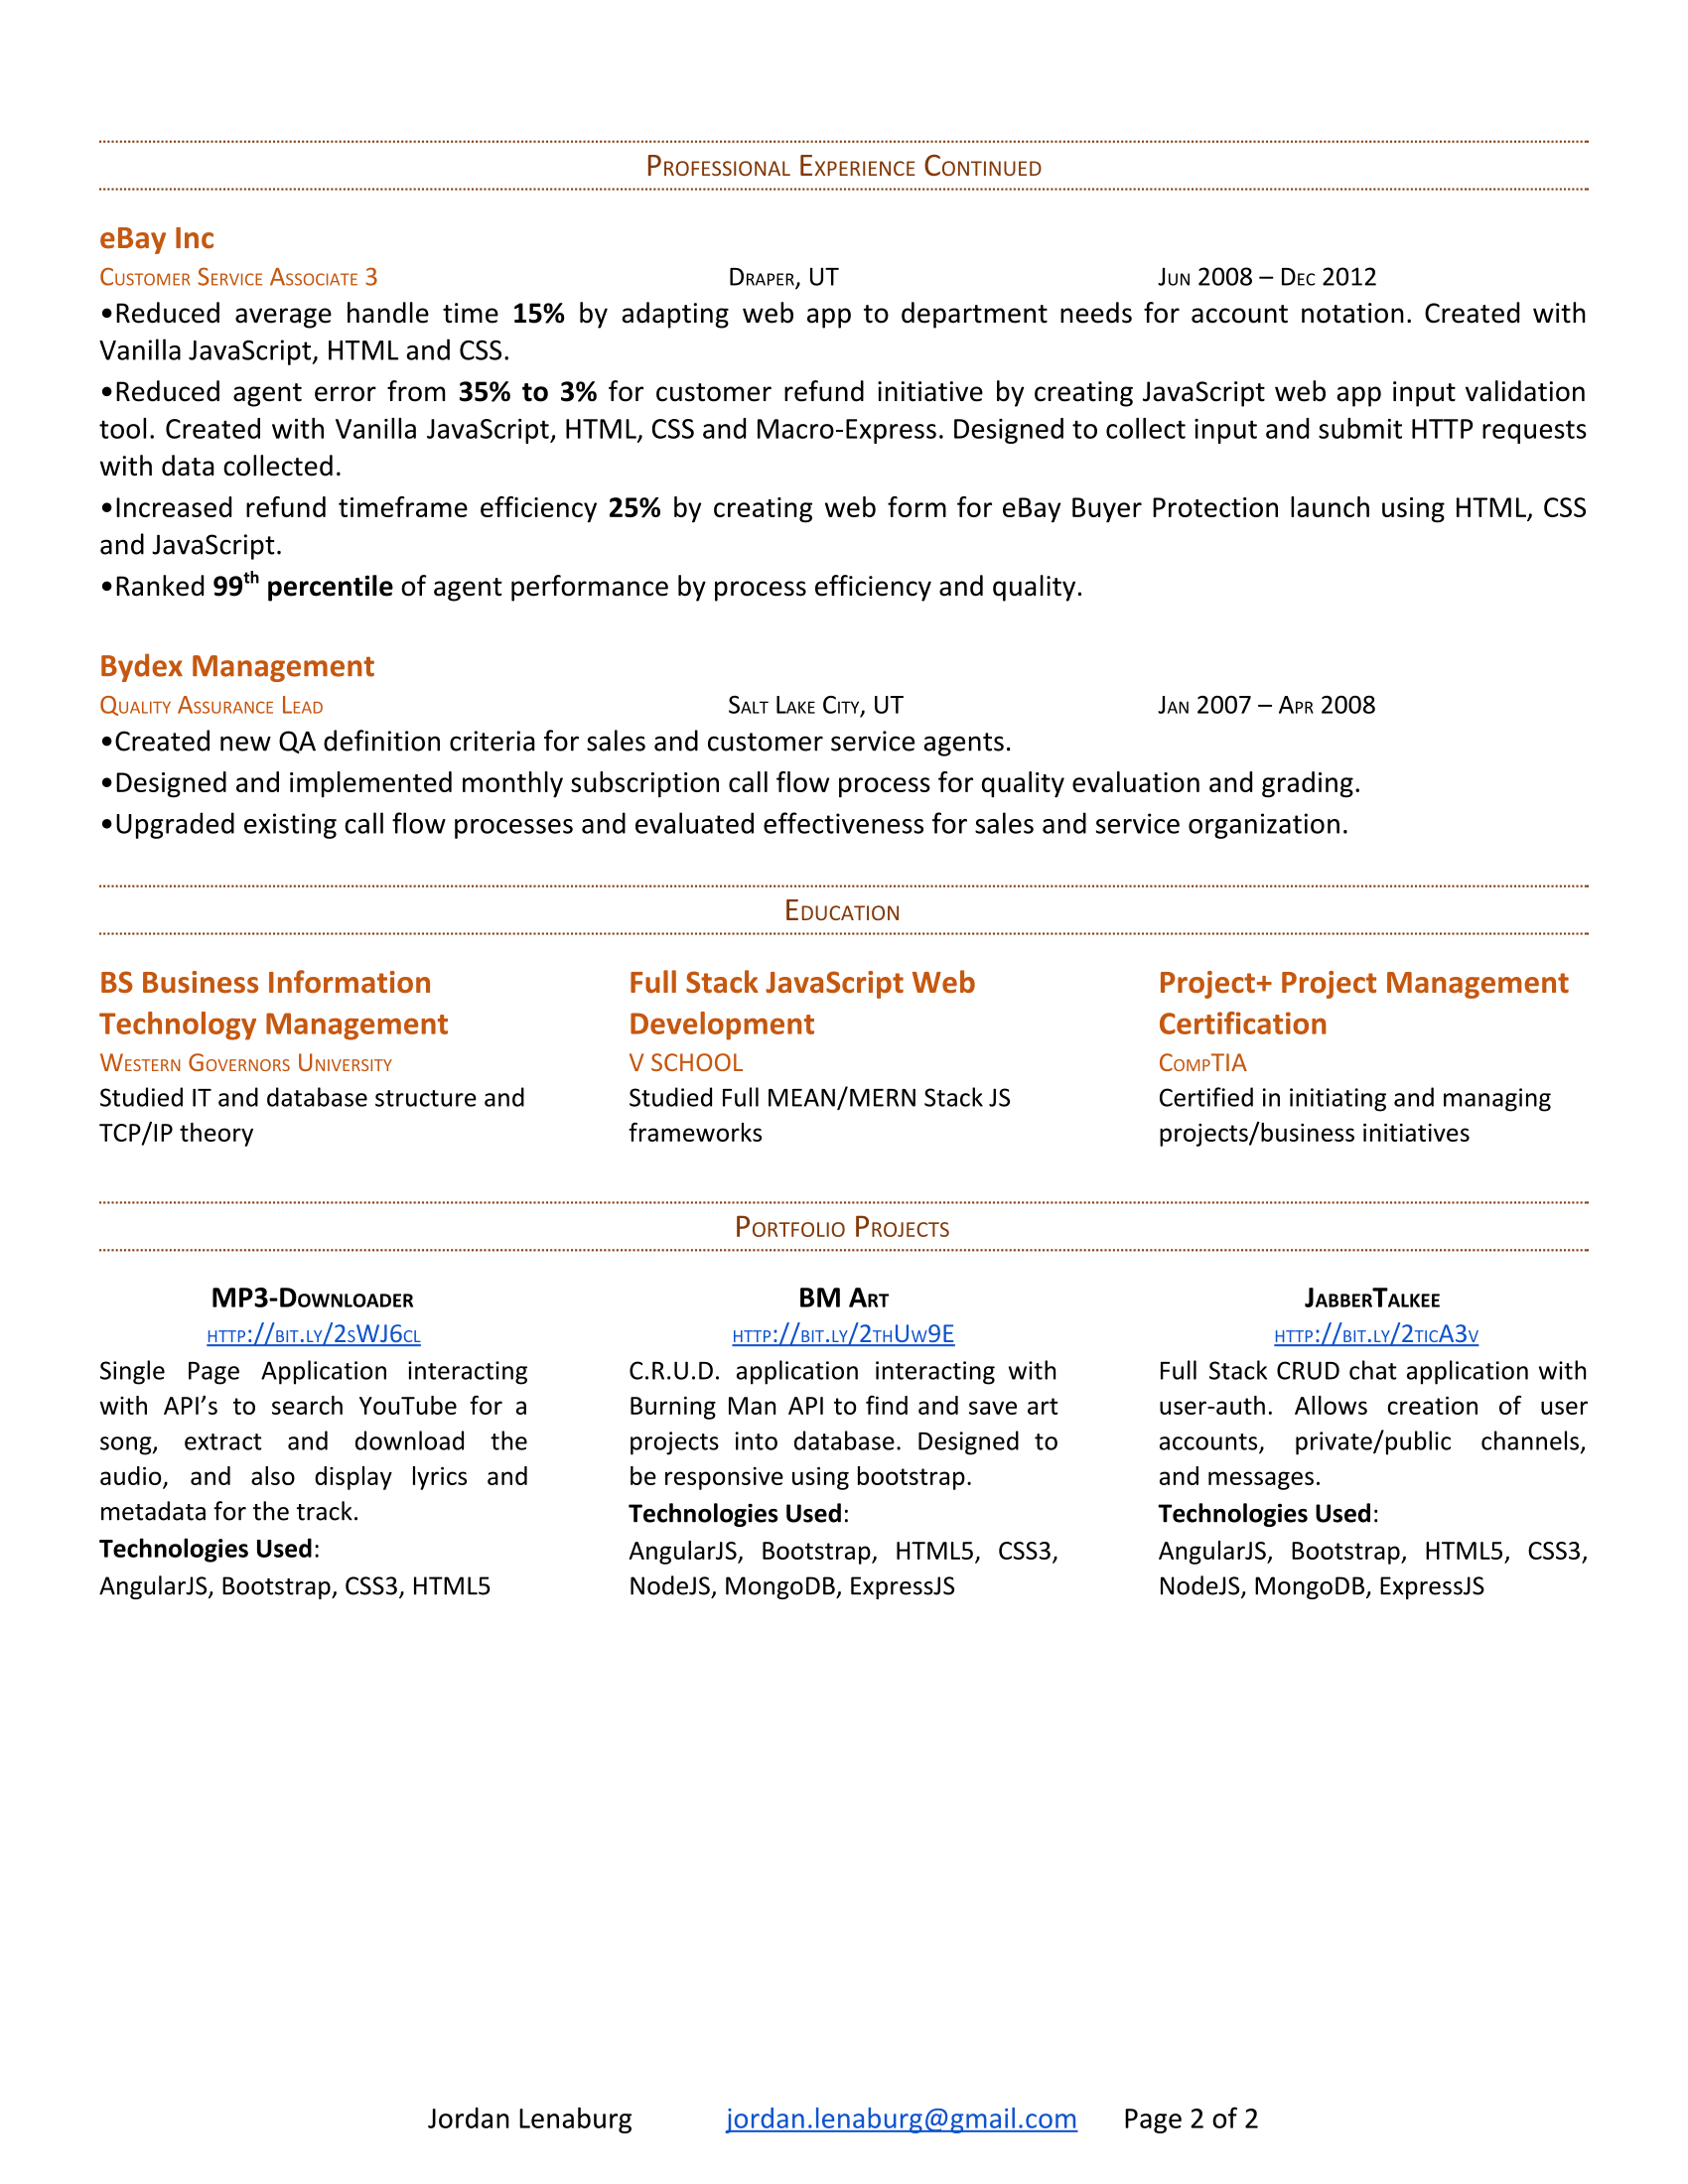 Professional Experience Continued
eBay Inc
Customer Service Associate 3 Draper, UT Jun 2008 – Dec 2012
•Reduced average handle time 15% by adapting web app to department needs for account notation. Created with
Vanilla JavaScript, HTML and CSS.
•Reduced agent error from 35% to 3% for customer refund initiative by creating JavaScript web app input validation
tool. Created with Vanilla JavaScript, HTML, CSS and Macro-Express. Designed to collect input and submit HTTP requests
with data collected.
•Increased refund timeframe efficiency 25% by creating web form for eBay Buyer Protection launch using HTML, CSS
and JavaScript.
•Ranked 99th percentile of agent performance by process efficiency and quality.
Bydex Management
Quality Assurance Lead Salt Lake City, UT Jan 2007 – Apr 2008
•Created new QA definition criteria for sales and customer service agents.
•Designed and implemented monthly subscription call flow process for quality evaluation and grading.
•Upgraded existing call flow processes and evaluated effectiveness for sales and service organization.
Education
BS Business Information
Technology Management
Western Governors University
Studied IT and database structure and
TCP/IP theory
Full Stack JavaScript Web
Development
V SCHOOL
Studied Full MEAN/MERN Stack JS
frameworks
Project+ Project Management
Certification
CompTIA
Certified in initiating and managing
projects/business initiatives
Portfolio Projects
MP3-Downloader
http://bit.ly/2sWJ6cl
Single Page Application interacting
with API’s to search YouTube for a
song, extract and download the
audio, and also display lyrics and
metadata for the track.
Technologies Used:
AngularJS, Bootstrap, CSS3, HTML5
BM Art
http://bit.ly/2thUw9E
C.R.U.D. application interacting with
Burning Man API to find and save art
projects into database. Designed to
be responsive using bootstrap.
Technologies Used:
AngularJS, Bootstrap, HTML5, CSS3,
NodeJS, MongoDB, ExpressJS
JabberTalkee
http://bit.ly/2ticA3v
Full Stack CRUD chat application with
user-auth. Allows creation of user
accounts, private/public channels,
and messages.
Technologies Used:
AngularJS, Bootstrap, HTML5, CSS3,
NodeJS, MongoDB, ExpressJS
Jordan Lenaburg jordan.lenaburg@gmail.com Page 2 of 2